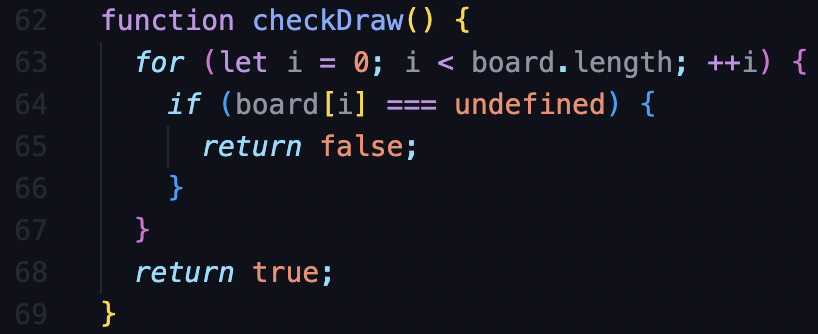 62 function checkDraw() {
63   for (let i = 0; i < board.length; ++i) {
64     if (board[i] === undefined) {
65       return false;
66     }
67   }
68   return true;
69 }